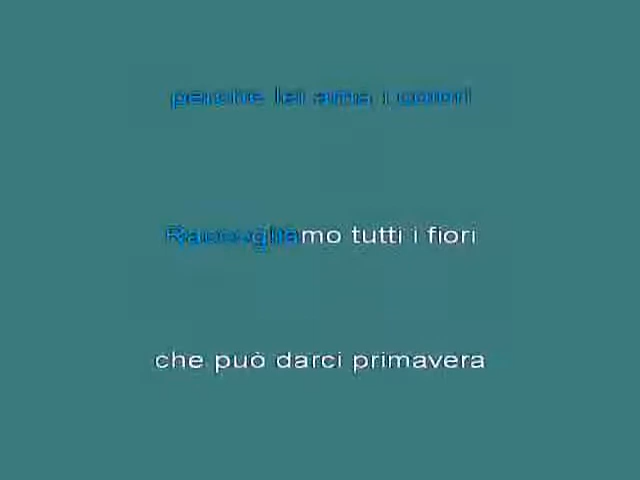 perche lei ama i colori
Raccogliamo tutti i fiori
che può darci primavera